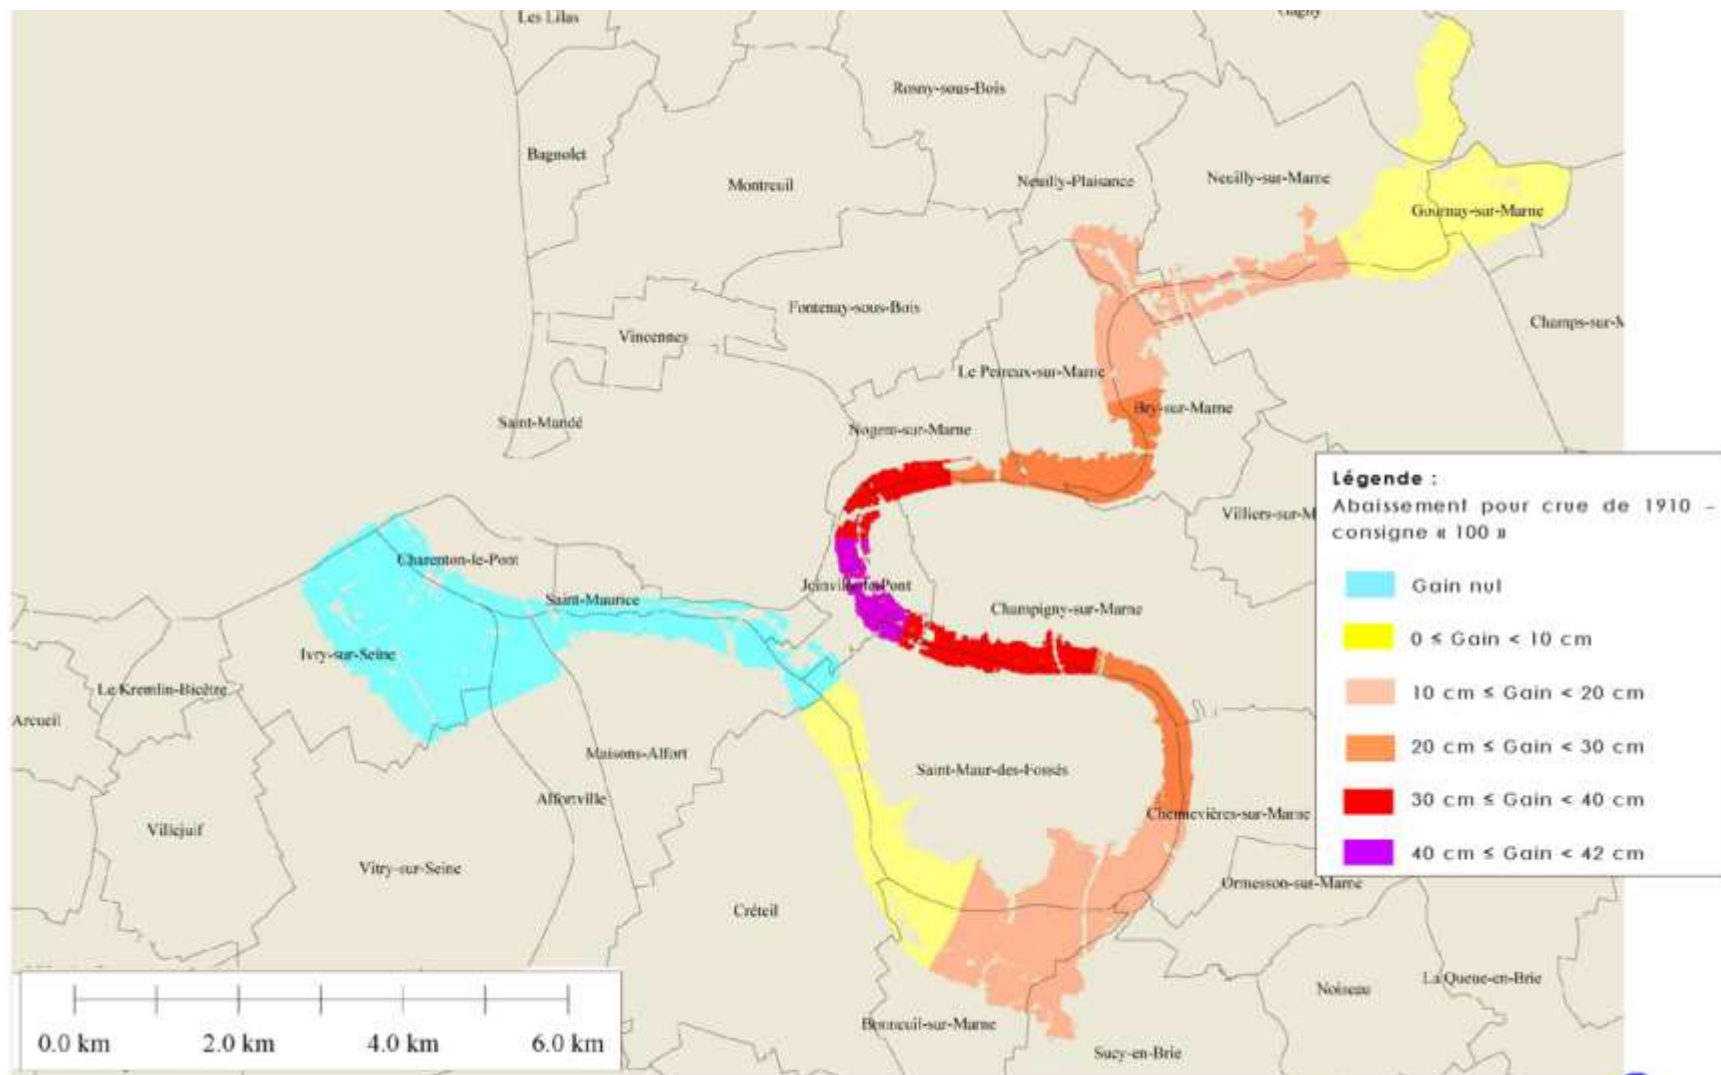 Les Lilas
Gagny
Rosny-sous-Bois
Bagnolet
Montreuil
Neuilly-Plaisance
Neuilly-sur-Marne
Gournay-sur-Marne
Fontenay-sous-Bois
Vincennes
Champs-sur-M
Le Perreux-sur-Marne
Saint-Mandé
Bry-sur-Marne
Nogent-sur-Marne
Villiers-sur-M
Charenton-le-Pont
Joinville-le-Pont
Saint-Maurice
Champigny-sur-Marne
Ivry-sur-Seine
Le Kremlin-Bicêtre
Arcueil
Maisons-Alfort
Saint-Maur-des-Fossés
Alfortville
Chennevières-sur-Marne
Villejuif
Vitry-sur-Seine
Ormesson-sur-Marne
Créteil
La Queue-en-Brie
Noiseau
Bonneuil-sur-Marne
Sucy-en-Brie
Légende :
Abaissement pour crue de 1910 –
consigne « 100 »
Gain nul
0 ≤ Gain < 10 cm
10 cm ≤ Gain < 20 cm
20 cm ≤ Gain < 30 cm
30 cm ≤ Gain < 40 cm
40 cm ≤ Gain < 42 cm
0.0 km 2.0 km 4.0 km 6.0 km